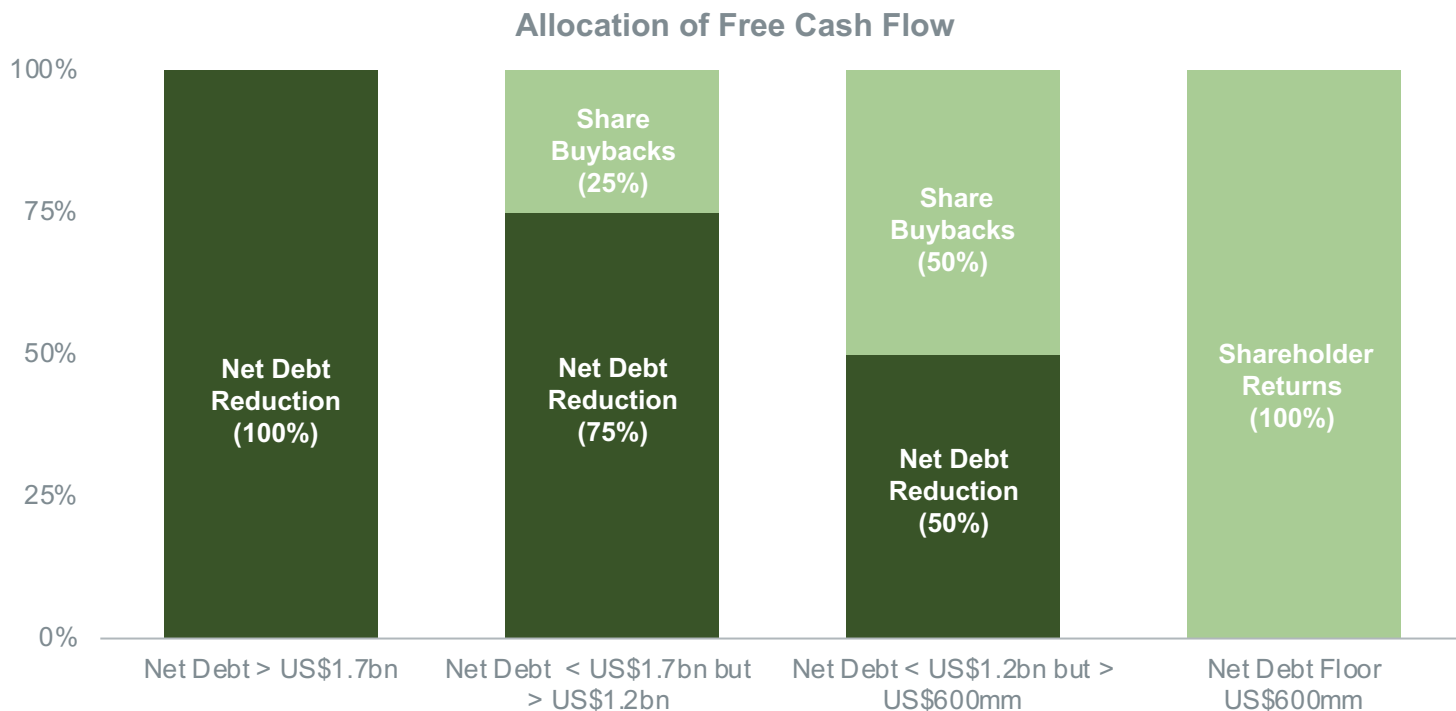 Allocation of Free Cash Flow
100%
75%
50%
25%
0%
Net Debt
Reduction
(100%)
Share
Buybacks
(25%)
Net Debt
Reduction
(75%)
Share
Buybacks
(50%)
Net Debt
Reduction
(50%)
Shareholder
Returns
(100%)
Net Debt > US$1.7bn
Net Debt < US$1.7bn but
> US$1.2bn
Net Debt < US$1.2bn but >
US$600mm
Net Debt Floor
US$600mm